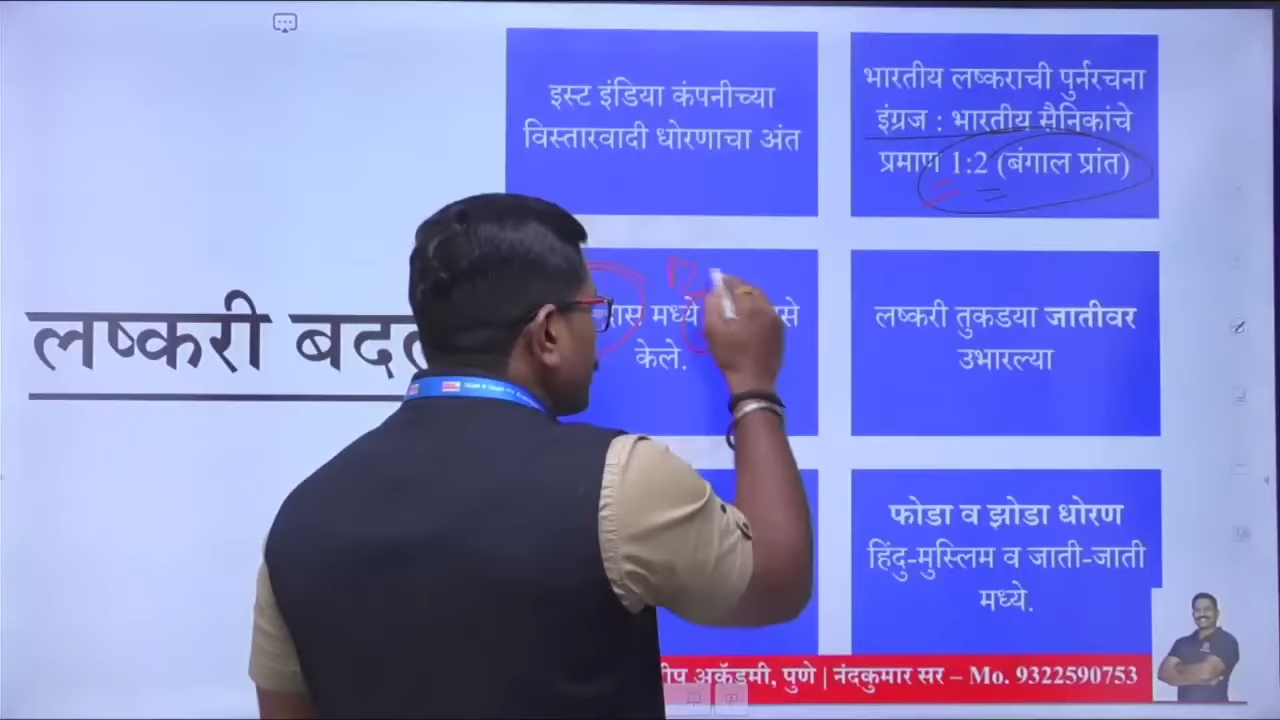 लष्करी
इस्ट इंडिया कंपनीच्या
विस्तारवादी धोरणाचा अंत
भारतीय लष्कराची पुर्नरचना
इंग्रज : भारतीय सैनिकांचे
प्रमाण 1:2 (बंगाल प्रांत)
मध्ये
केले.
लष्करी तुकडया जातीवर
उभारल्या
फोडा व झोडा धोरण
हिंदु-मुस्लिम व जाती-जाती
मध्ये.
अकॅडमी, पुणे | नंदकुमार सर – Mo. 9322590753